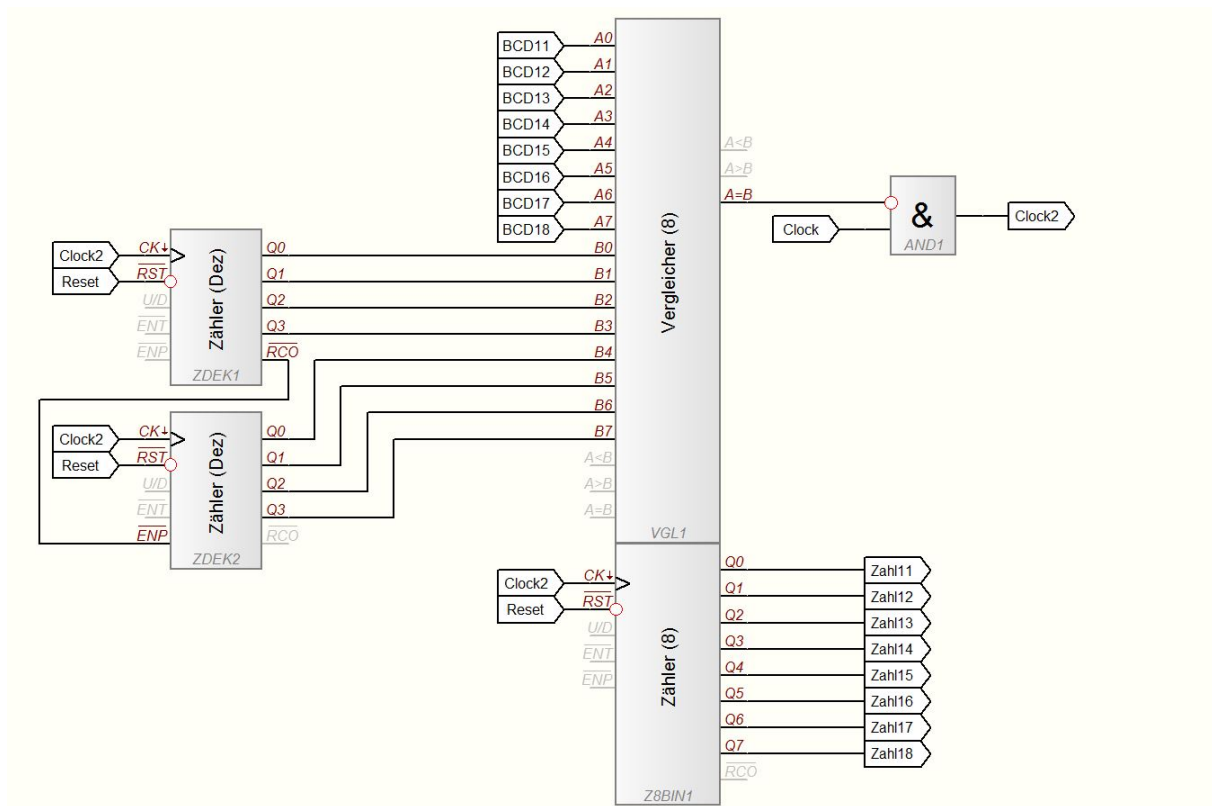 BCD11
BCD12
BCD13
BCD14
BCD15
BCD16
BCD17
BCD18
A0
A1
A2
A3
A4
A5
A6
A7
B0
B1
B2
B3
B4
B5
B6
B7
A<B
A>B
A=B
Vergleicher (8)
VGL1
A<B
A>B
A=B
Clock
&
AND1
Clock2
Clock2
Reset
CK↓
RST
U/D
ENT
ENP
Zähler (Dez)
ZDEK1
Q0
Q1
Q2
Q3
RCO
Clock2
Reset
CK↓
RST
U/D
ENT
ENP
Zähler (Dez)
ZDEK2
Q0
Q1
Q2
Q3
RCO
Clock2
Reset
CK↓
RST
U/D
ENT
ENP
Zähler (8)
Z8BIN1
Q0
Q1
Q2
Q3
Q4
Q5
Q6
Q7
RCO
Zahl11
Zahl12
Zahl13
Zahl14
Zahl15
Zahl16
Zahl17
Zahl18